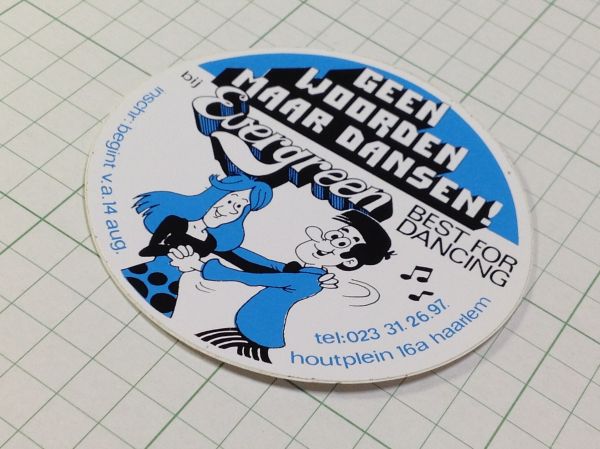 GEEN
WOORDEN
MAAR DANSEN!
bij
Evergreen
BEST FOR
DANCING
inschr. begint v.a. 14 aug.
tel: 023 31.26.97.
houtplein 16a haarlem